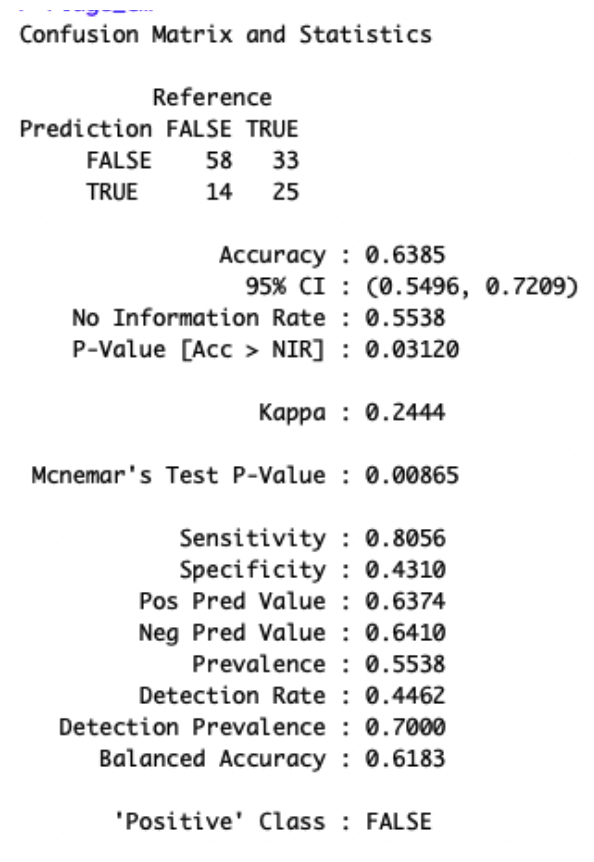 Confusion Matrix and Statistics
Reference
Prediction FALSE TRUE
FALSE 58 33
TRUE 14 25
Accuracy : 0.6385
95% CI : (0.5496, 0.7209)
No Information Rate : 0.5538
P-Value [Acc > NIR] : 0.03120
Kappa : 0.2444
Mcnemar's Test P-Value : 0.00865
Sensitivity : 0.8056
Specificity : 0.4310
Pos Pred Value : 0.6374
Neg Pred Value : 0.6410
Prevalence : 0.5538
Detection Rate : 0.4462
Detection Prevalence : 0.7000
Balanced Accuracy : 0.6183
'Positive' Class : FALSE